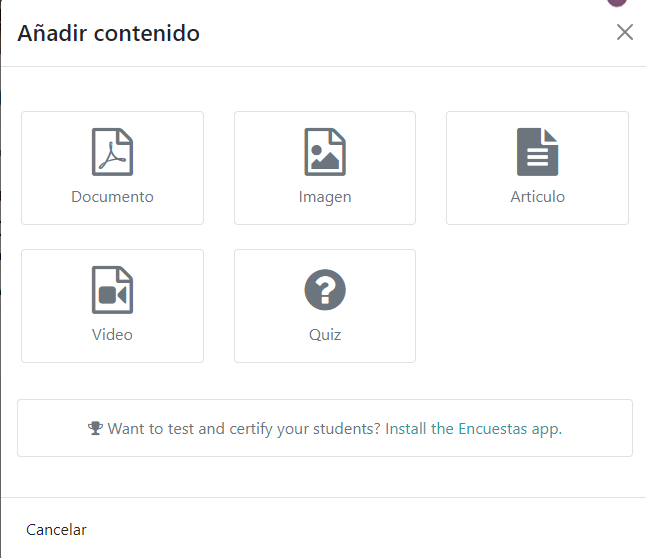 Añadir contenido
Documento
Imagen
Articulo
Video
Quiz
Want to test and certify your students? Install the Encuestas app.
Cancelar